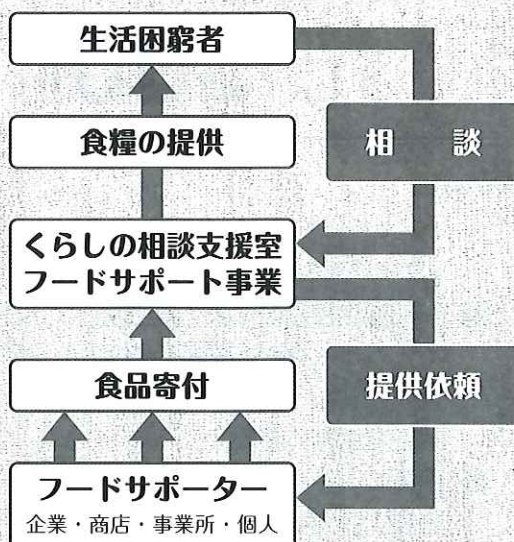 生活困窮者
食糧の提供
相談
くらしの相談支援室
フードサポート事業
食品寄付
提供依頼
フードサポーター
企業・商店・事業所・個人